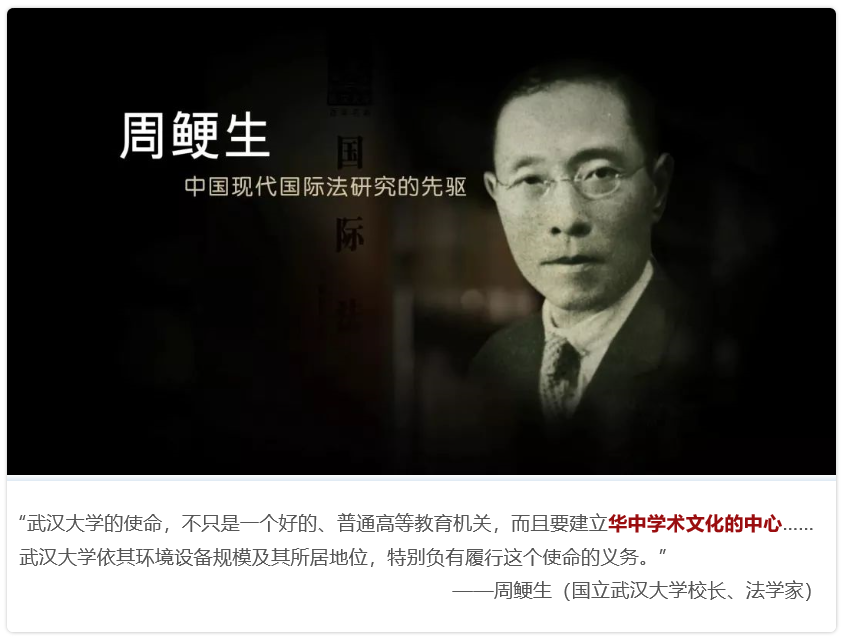 周鲠生
中国现代国际法研究的先驱
国
际
法
“武汉大学的使命，不只是一个好的、普通高等教育机关，而且要建立华中学术文化的中心……
武汉大学依其环境设备规模及其所居地位，特别负有履行这个使命的义务。”
——周鲠生（国立武汉大学校长、法学家）